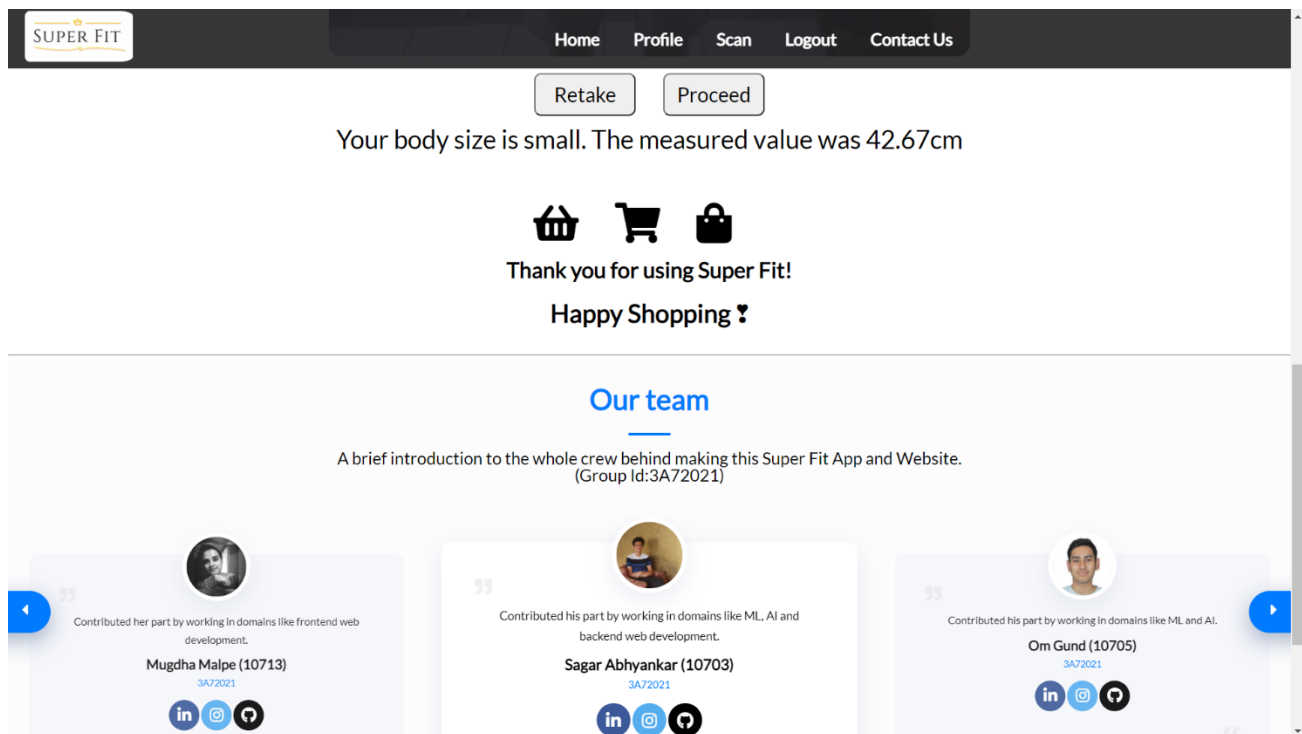 SUPER FIT
Home Profile Scan Logout Contact Us
Retake Proceed
Your body size is small. The measured value was 42.67cm
Thank you for using Super Fit!
Happy Shopping ❣
Our team
A brief introduction to the whole crew behind making this Super Fit App and Website.
(Group Id:3A72021)
Contributed her part by working in domains like frontend web
development.
Mugdha Malpe (10713)
3A72021
in
Contributed his part by working in domains like ML, AI and
backend web development.
Sagar Abhyankar (10703)
3A72021
in
Contributed his part by working in domains like ML and AI.
Om Gund (10705)
3A72021
in